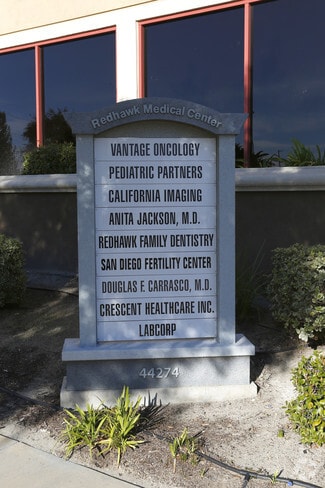 Redhawk Medical Center
VANTAGE ONCOLOGY
PEDIATRIC PARTNERS
CALIFORNIA IMAGING
ANITA JACKSON, M.D.
REDHAWK FAMILY DENTISTRY
SAN DIEGO FERTILITY CENTER
DOUGLAS F. CARRASCO, M.D.
CRESCENT HEALTHCARE INC.
LABCORP
44274